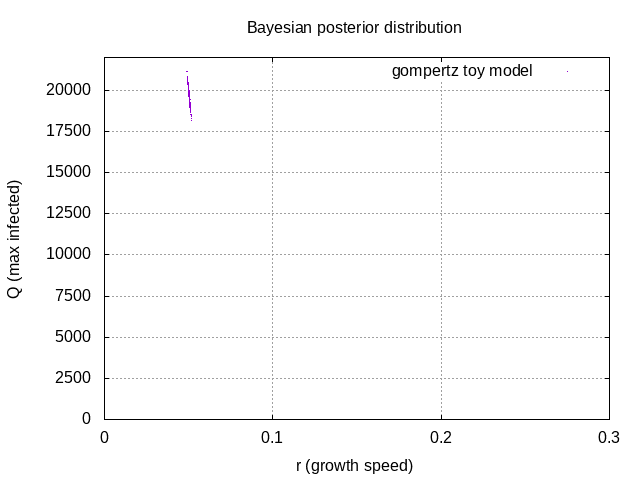 Bayesian posterior distribution
gompertz toy model
20000
17500
15000
12500
10000
7500
5000
2500
0
0 0.1 0.2 0.3
Q (max infected)
r (growth speed)